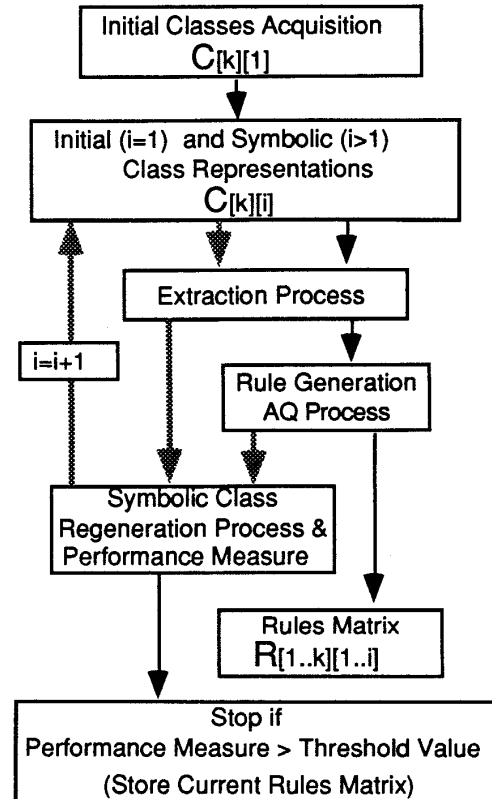 Initial Classes Acquisition
C[k][1]
Initial (i=1) and Symbolic (i>1)
Class Representations
C[k][i]
Extraction Process
i=i+1
Rule Generation
AQ Process
Symbolic Class
Regeneration Process &
Performance Measure
Rules Matrix
R[1..k][1..i]
Stop if
Performance Measure > Threshold Value
(Store Current Rules Matrix)